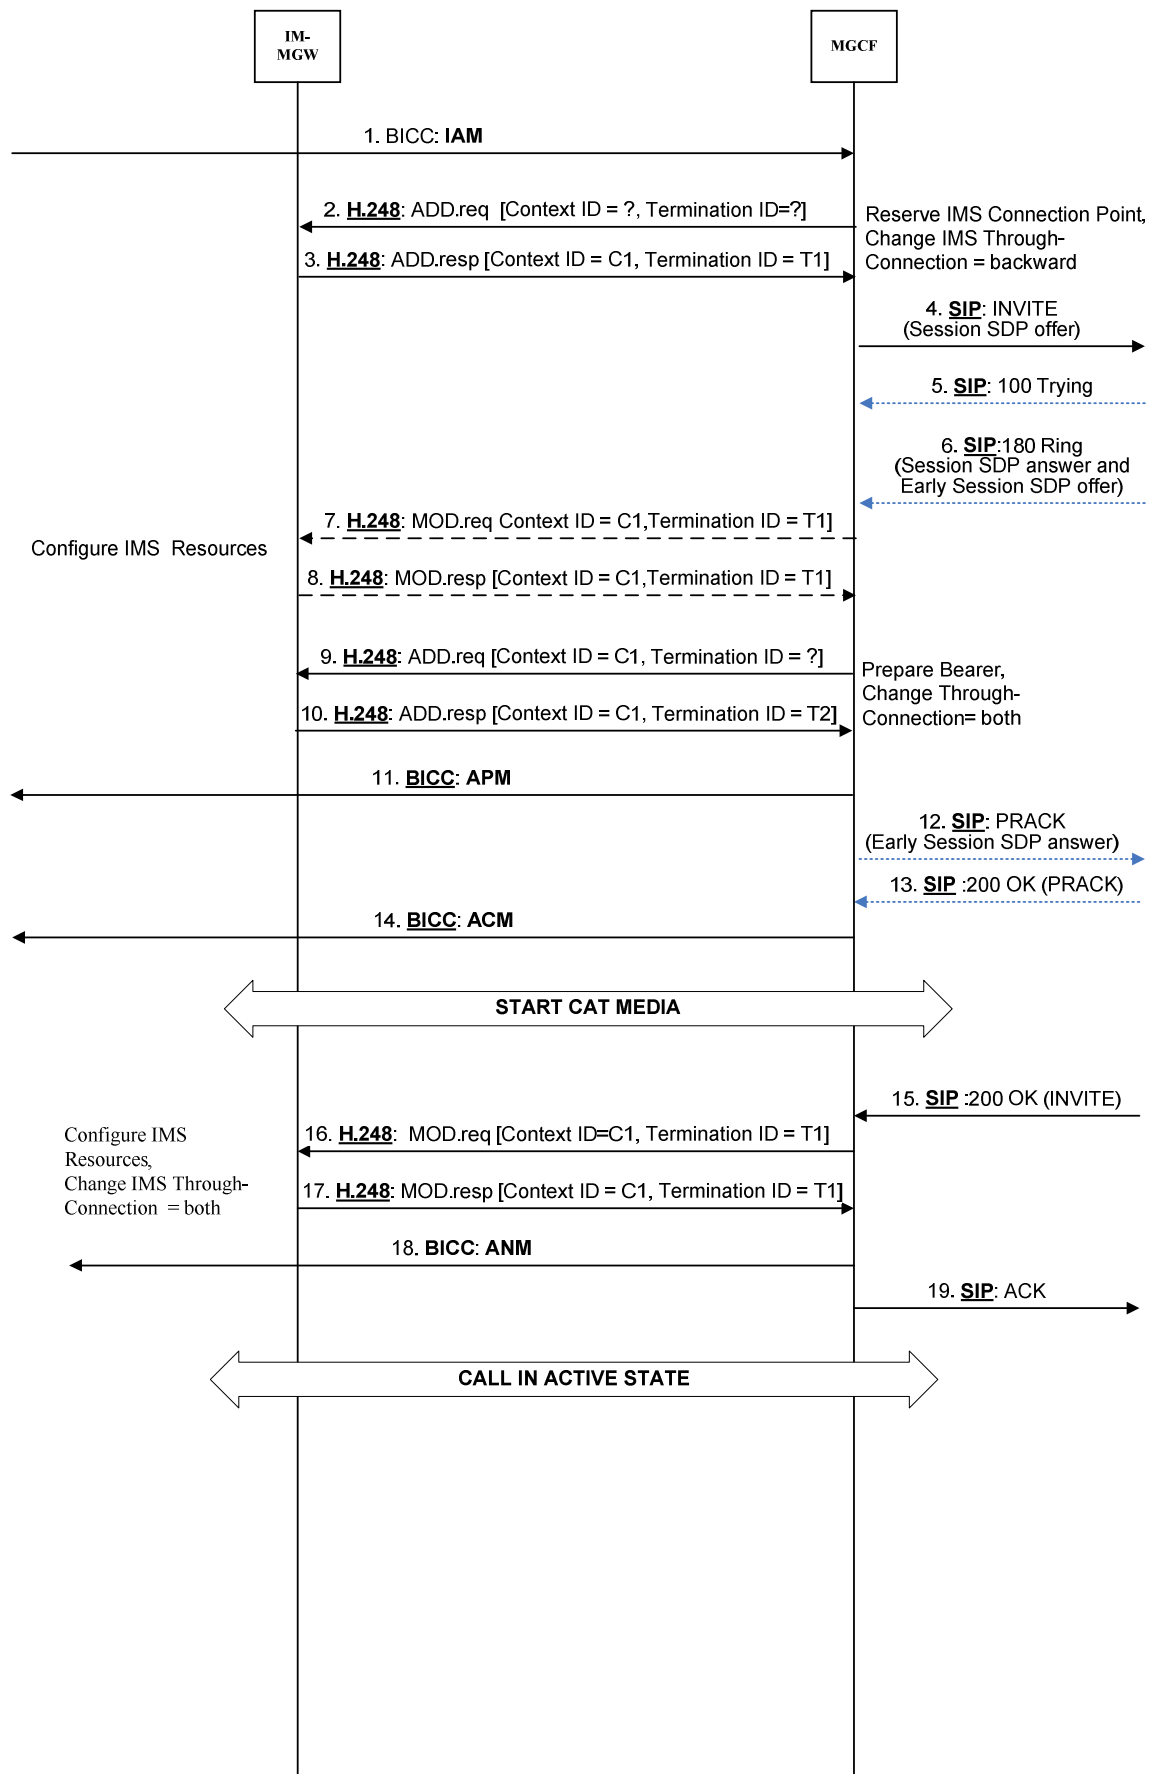 IM-
MGW
MGCF
1. BICC: IAM
2. H.248: ADD.req [Context ID = ?, Termination ID=?]
Reserve IMS Connection Point,
Change IMS Through-
Connection = backward
3. H.248: ADD.resp [Context ID = C1, Termination ID = T1]
4. SIP: INVITE
(Session SDP offer)
5. SIP: 100 Trying
6. SIP:180 Ring
(Session SDP answer and
Early Session SDP offer)
7. H.248: MOD.req Context ID = C1,Termination ID = T1]
Configure IMS Resources
8. H.248: MOD.resp [Context ID = C1,Termination ID = T1]
9. H.248: ADD.req [Context ID = C1, Termination ID = ?]
Prepare Bearer,
Change Through-
Connection= both
10. H.248: ADD.resp [Context ID = C1, Termination ID = T2]
11. BICC: APM
12. SIP: PRACK
(Early Session SDP answer)
13. SIP :200 OK (PRACK)
14. BICC: ACM
START CAT MEDIA
15. SIP :200 OK (INVITE)
16. H.248: MOD.req [Context ID=C1, Termination ID = T1]
Configure IMS
Resources,
Change IMS Through-
Connection = both
17. H.248: MOD.resp [Context ID = C1, Termination ID = T1]
18. BICC: ANM
19. SIP: ACK
CALL IN ACTIVE STATE